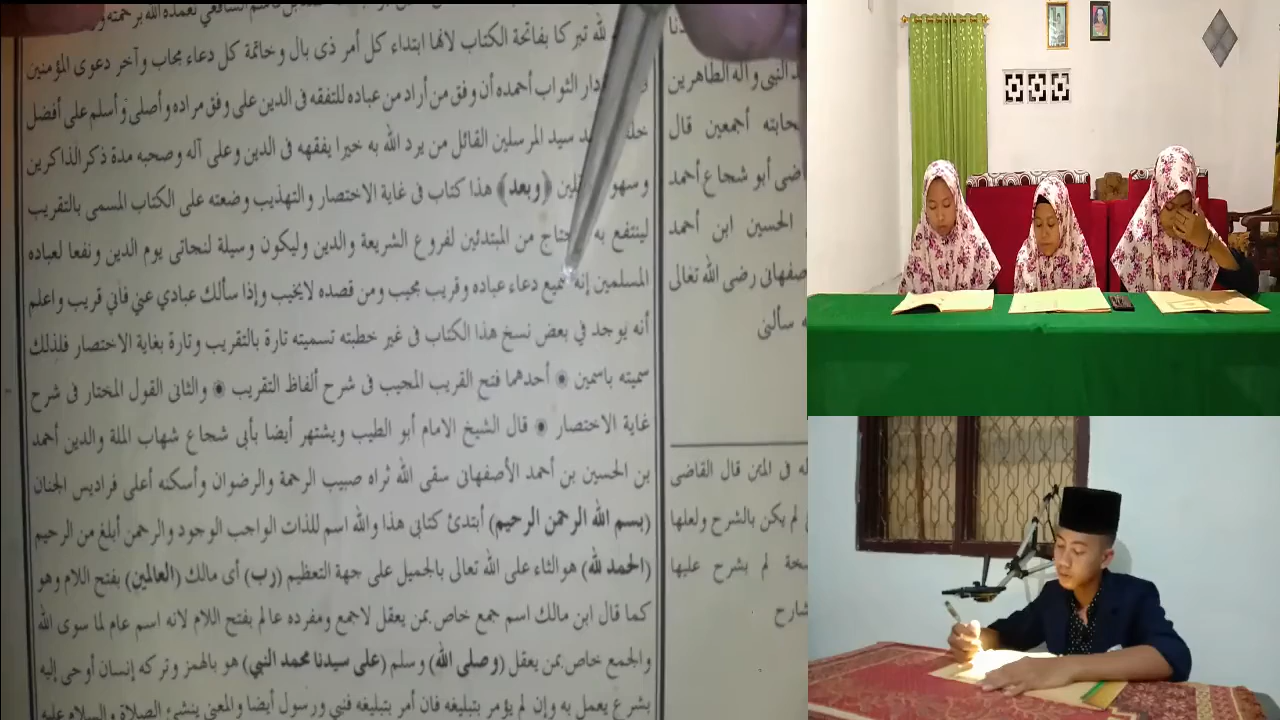 لله تبركا بفاتحة الكتاب لانها ابتداء كل أمر ذى بال وخاتمة كل دعاء مجاب وآخر دعوى المؤمنين
دار الثواب أحمده أن وفق من أراد من عباده للتفقه فى الدين على وفق مراده وأصلى وأسلم على أفضل
سيد المرسلين القائل من يرد الله به خيرا يفقهه فى الدين وعلى آله وصحبه مدة ذكر الذاكرين
وسهو (وبعد) هذا كتاب فى غاية الاختصار والتهذيب وضعته على الكتاب المسمى بالتقريب
لينتفع به من المبتدئين لفروع الشريعة والدين وليكون وسيلة لنجاتى يوم الدين ونفعا لعباده
المسلمين إنه سميع دعاء عباده وقريب مجيب ومن قصده لا يخيب وإذا سألك عبادي عني فأني قريب واعلم
أنه يوجد في بعض نسخ هذا الكتاب فى غير خطبته تسميته تارة بالتقريب وتارة بغاية الاختصار فلذلك
سميته باسمين ۞ أحدهما فتح القريب المجيب فى شرح ألفاظ التقريب ۞ والثانى القول المختار فى شرح
غاية الاختصار ۞ قال الشيخ الامام أبو الطيب ويشتهر أيضا بأبى شجاع شهاب الملة والدين أحمد
بن الحسين بن أحمد الأصفهانى سقى الله ثراه صبيب الرحمة والرضوان وأسكنه أعلى فراديس الجنان
(بسم الله الرحمن الرحيم) أبتدئ كتابى هذا والله اسم للذات الواجب الوجود والرحمن أبلغ من الرحيم
(الحمد لله) هو الثناء على الله تعالى بالجميل على جهة التعظيم (رب) أى مالك (العالمين) بفتح اللام وهو
كما قال ابن مالك اسم جمع خاص بمن يعقل لاجمع ومفرده عالم بفتح اللام لانه اسم عام لما سوى الله
والجمع خاص بمن يعقل (وصلى الله) وسلم (على سيدنا محمد النبي) هو بالهمز وتركه إنسان أوحى إليه
بشرع يعمل به وإن لم يؤمر بتبليغه فان أمر بتبليغه فنبي ورسول أيضا والمعنى ينشئ الصلاة والسلام عليه
النبى وآله الطاهرين
أجمعين قال
أبو شجاع أحمد
الحسين ابن أحمد
رضى الله تعالى
سألنى
فى المتن قال القاضى
لم يكن بالشرح ولعلها
لم يشرح عليها